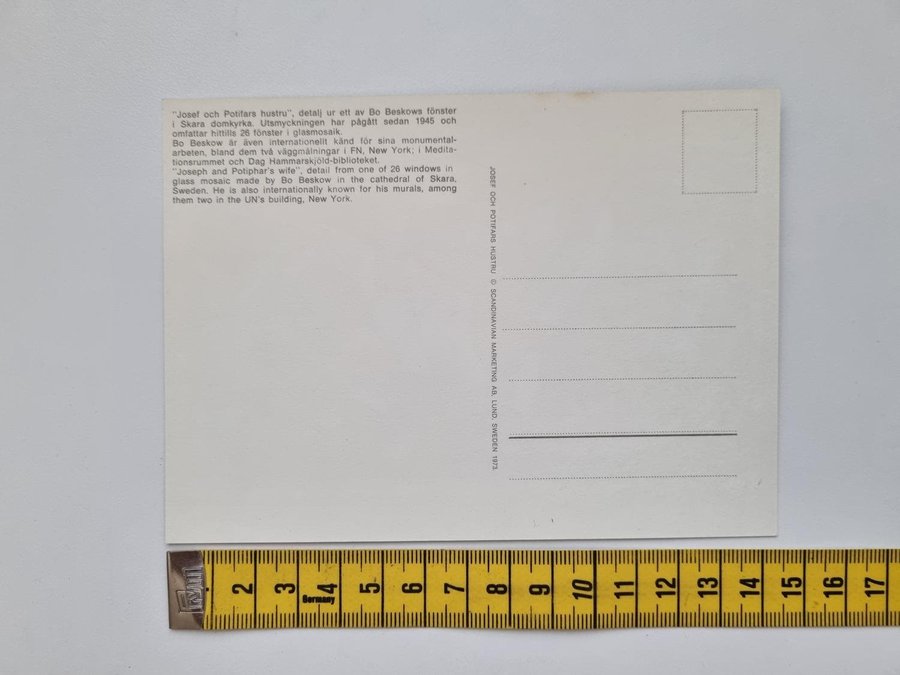 "Josef och Potifars hustru", detalj ur ett av Bo Beskows fönster
i Skara domkyrka. Utsmyckningen har pågått sedan 1945 och
omfattar hittills 26 fönster i glasmosaik.
Bo Beskow är även internationellt känd för sina monumental-
arbeten, bland dem två väggmålningar i FN, New York; i Medita-
tionsrummet och Dag Hammarskjöld-biblioteket.
"Joseph and Potiphar's wife", detail from one of 26 windows in
glass mosaic made by Bo Beskow in the cathedral of Skara,
Sweden. He is also internationally known for his murals, among
them two in the UN's building, New York.
JOSEF OCH POTIFARS HUSTRU © SCANDINAVIAN MARKETING AB, LUND, SWEDEN 1973.
2 3 4 5 6 7 8 9 10 11 12 13 14 15 16 17
Germany